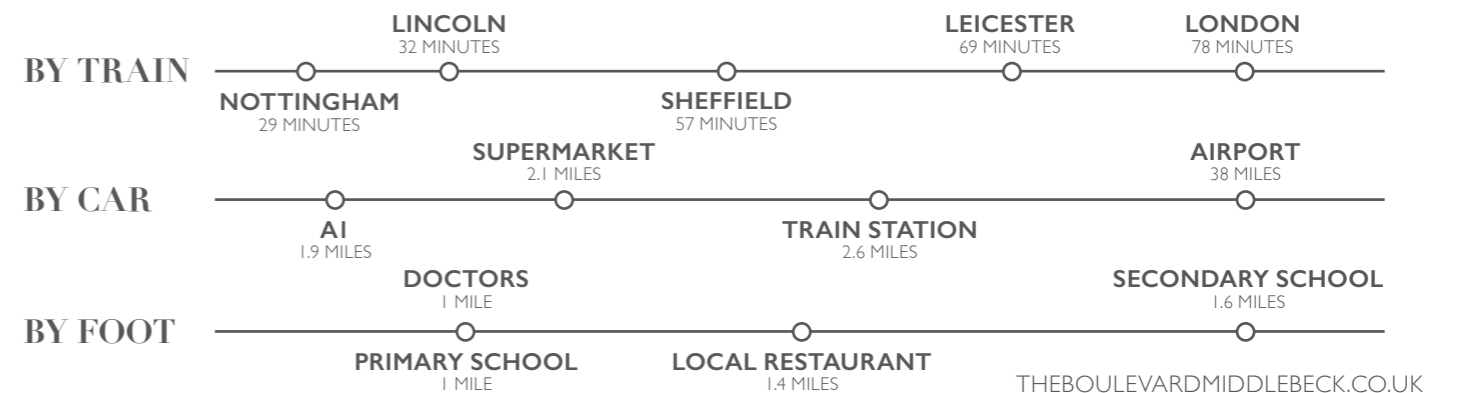 LINCOLN
32 MINUTES
LEICESTER
69 MINUTES
LONDON
78 MINUTES
BY TRAIN
NOTTINGHAM
29 MINUTES
SHEFFIELD
57 MINUTES
SUPERMARKET
2.1 MILES
AIRPORT
38 MILES
BY CAR
A1
1.9 MILES
TRAIN STATION
2.6 MILES
DOCTORS
1 MILE
SECONDARY SCHOOL
1.6 MILES
BY FOOT
PRIMARY SCHOOL
1 MILE
LOCAL RESTAURANT
1.4 MILES
THEBOULEVARDMIDDLEBECK.CO.UK